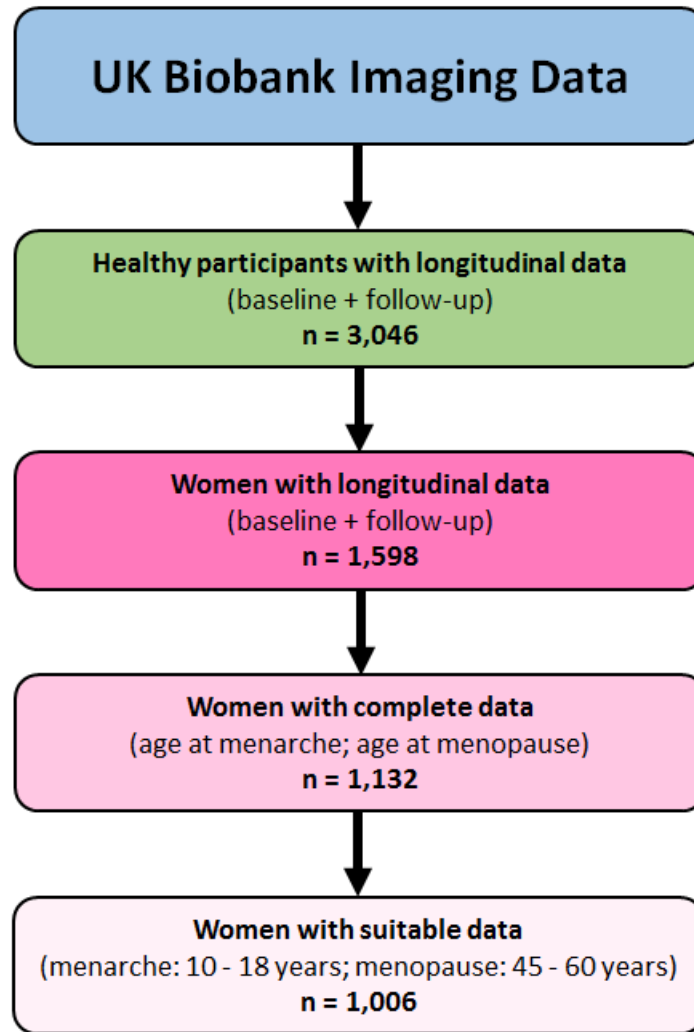 UK Biobank Imaging Data
Healthy participants with longitudinal data
(baseline + follow-up)
n = 3,046
Women with longitudinal data
(baseline + follow-up)
n = 1,598
Women with complete data
(age at menarche; age at menopause)
n = 1,132
Women with suitable data
(menarche: 10 - 18 years; menopause: 45 - 60 years)
n = 1,006